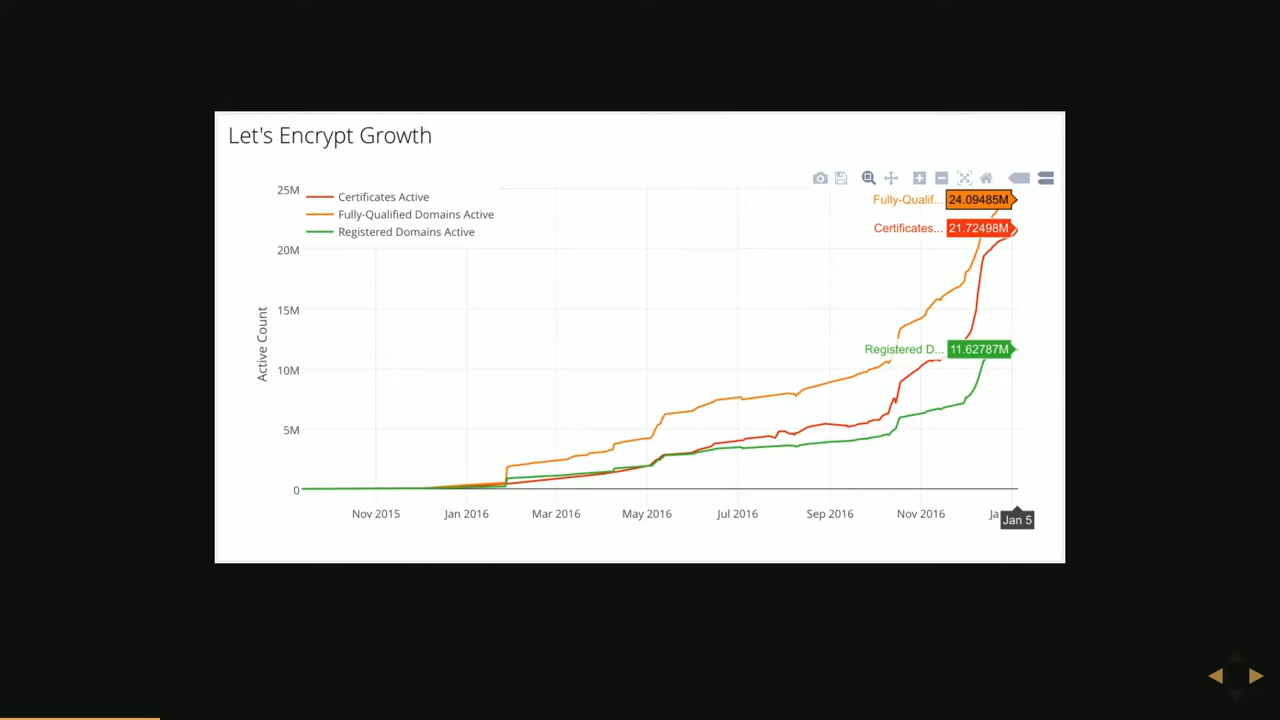 Let's Encrypt Growth
25M
Certificates Active
Fully-Qualif...
24.09485M
Fully-Qualified Domains Active
Certificates...
21.72498M
Registered Domains Active
20M
15M
Active Count
Registered D...
11.62787M
10M
5M
0
Nov 2015
Jan 2016
Mar 2016
May 2016
Jul 2016
Sep 2016
Nov 2016
Ja
Jan 5